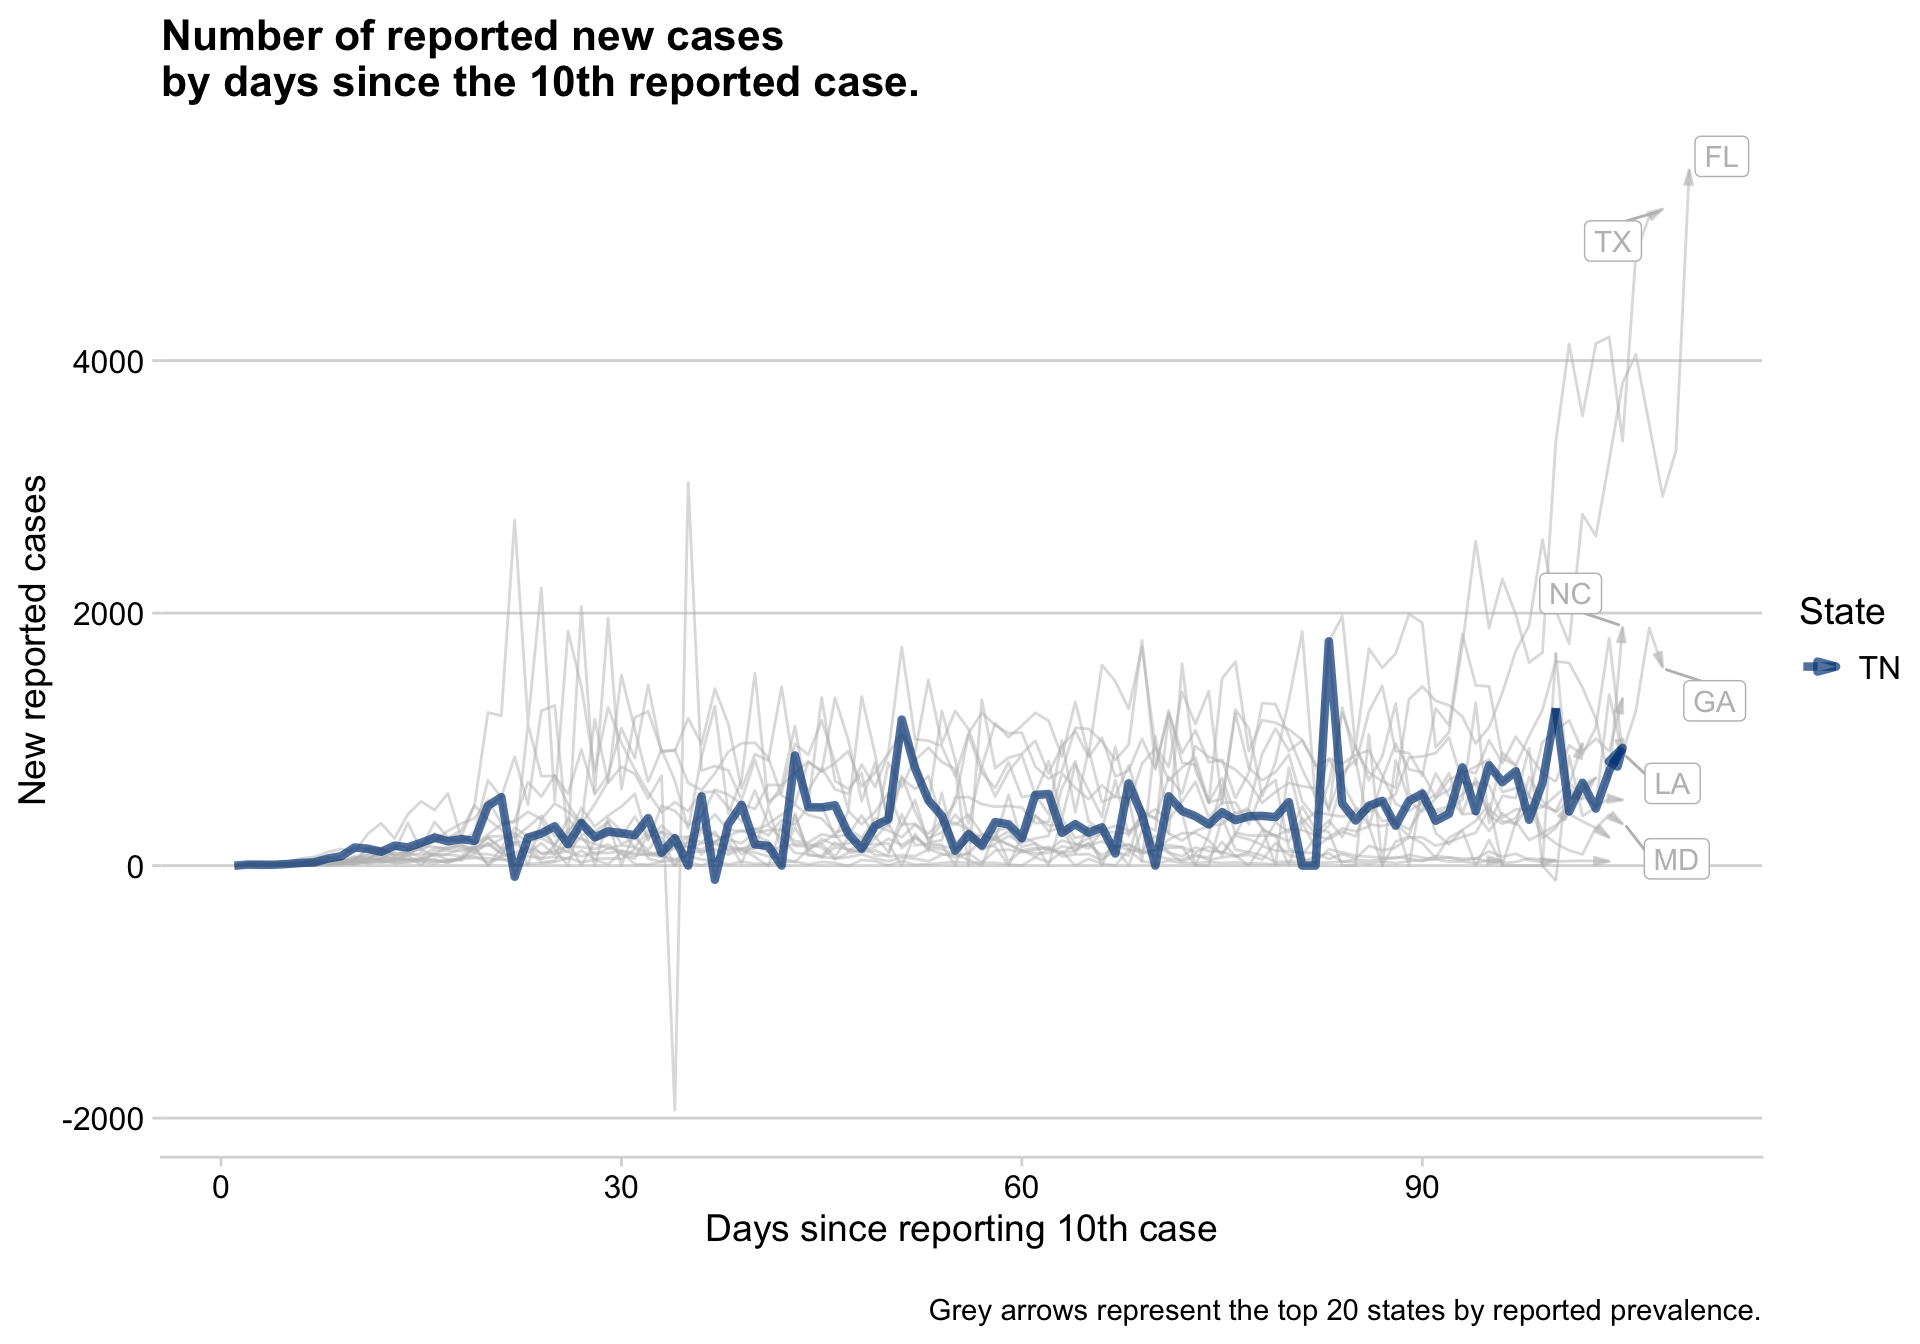 Number of reported new cases
by days since the 10th reported case.
FL
TX
4000
NC
2000
State
TN
GA
LA
MD
0
-2000
New reported cases
0 30 60 90
Days since reporting 10th case
Grey arrows represent the top 20 states by reported prevalence.